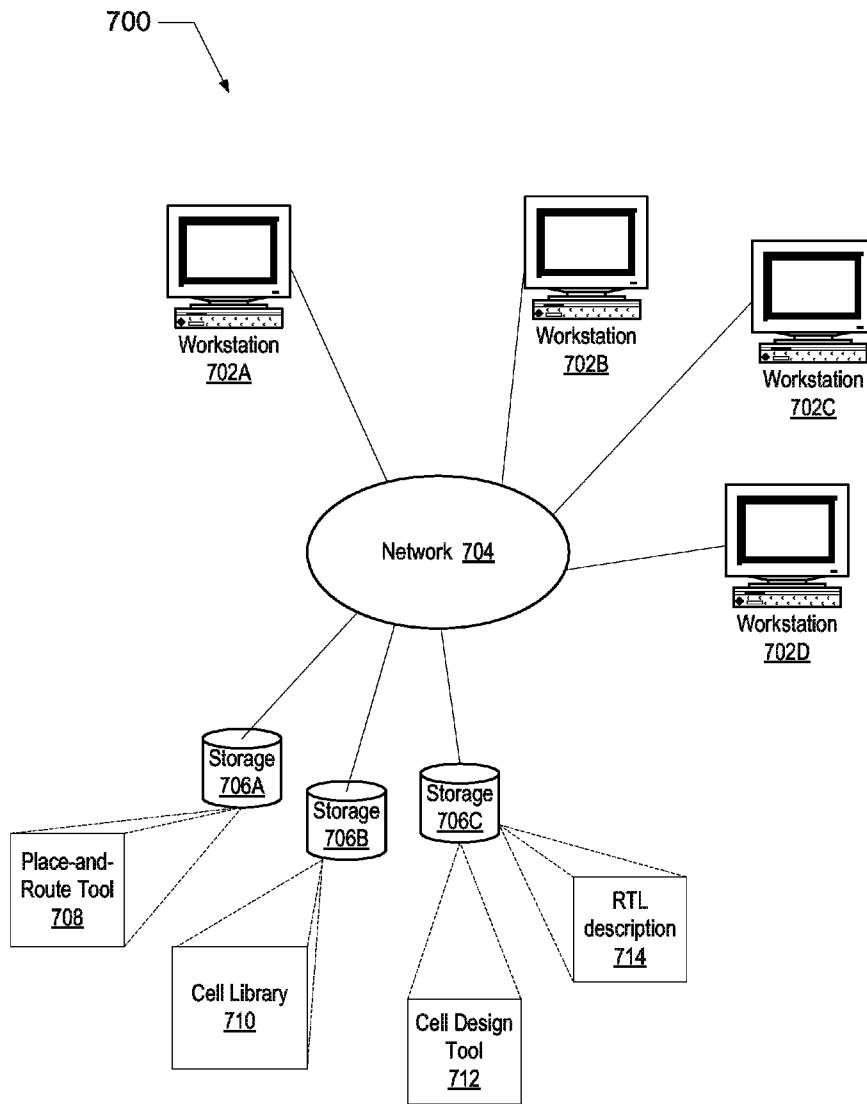 700
Workstation
702A
Workstation
702B
Workstation
702C
Network 704
Workstation
702D
Storage
706A
Storage
706B
Storage
706C
Place-and-
Route Tool
708
Cell Library
710
Cell Design
Tool
712
RTL
description
714